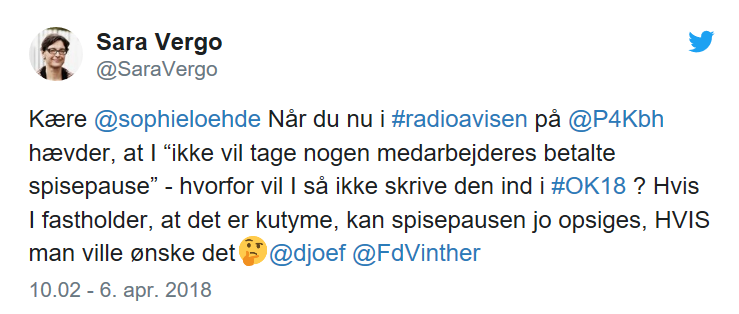 Sara Vergo
@SaraVergo
Kære @sophieloehde Når du nu i #radioavisen på @P4Kbh
hævder, at I “ikke vil tage nogen medarbejderes betalte
spisepause” - hvorfor vil I så ikke skrive den ind i #OK18 ? Hvis
I fastholder, at det er kutyme, kan spisepausen jo opsiges, HVIS
man ville ønske det🤔@djoef @FdVinther
10.02 - 6. apr. 2018